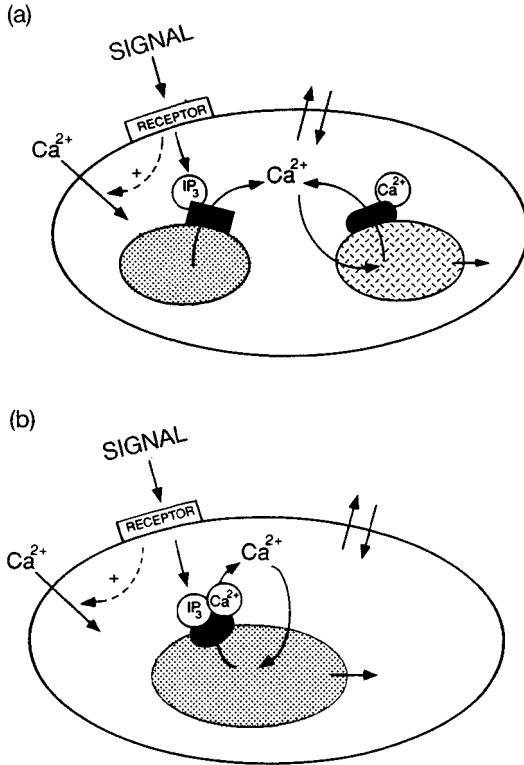 (a)
SIGNAL
RECEPTOR
Ca2+
+
IP3
Ca2+
Ca2+
(b)
SIGNAL
RECEPTOR
Ca2+
+
Ca2+
IP3
Ca2+